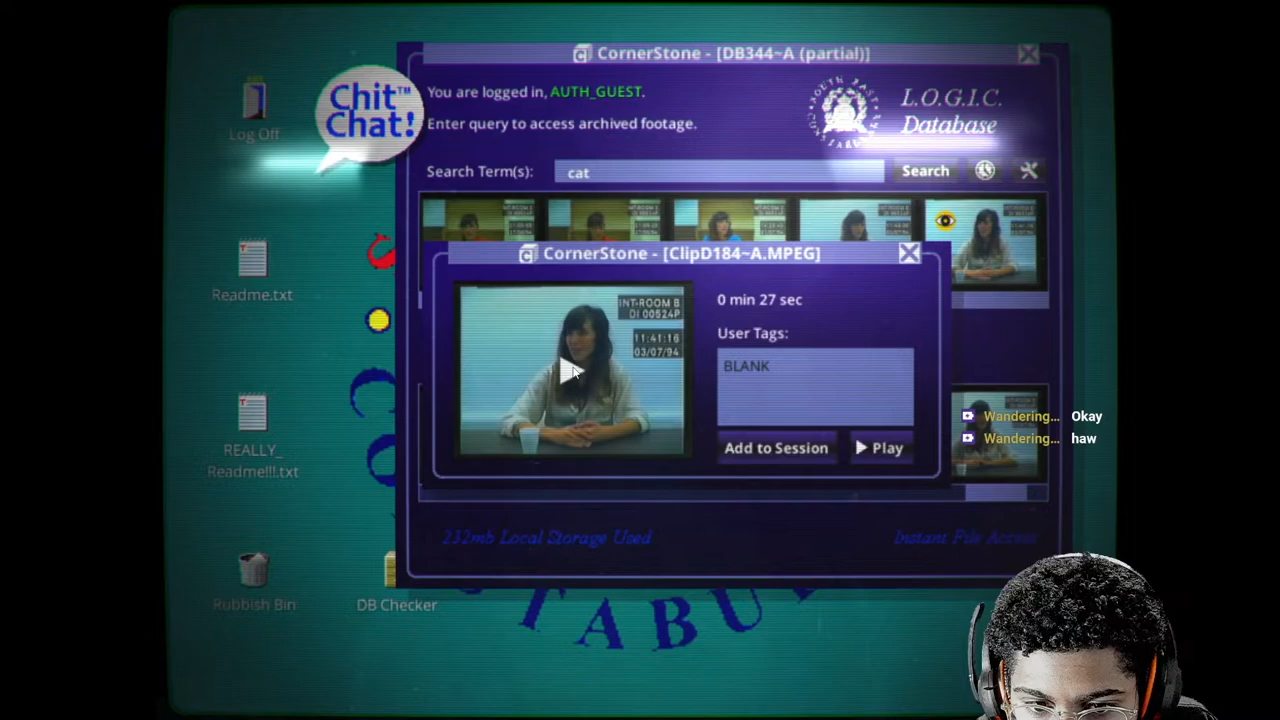 CornerStone - [DB344~A (partial)]
You are logged in, AUTH_GUEST.
Enter query to access archived footage.
L.O.G.I.C.
Database
Search Term(s):
cat
Search
Log Off
Chit™
Chat!
Readme.txt
REALLY_
Readme!!!.txt
Rubbish Bin
DB Checker
CornerStone - [ClipD184~A.MPEG]
INT-ROOM B
DI 00524P
11:41:16
03/07/94
0 min 27 sec
User Tags:
BLANK
Add to Session
Play
Wandering... Okay
Wandering... haw
232mb Local Storage Used
Instant File Access
TABU